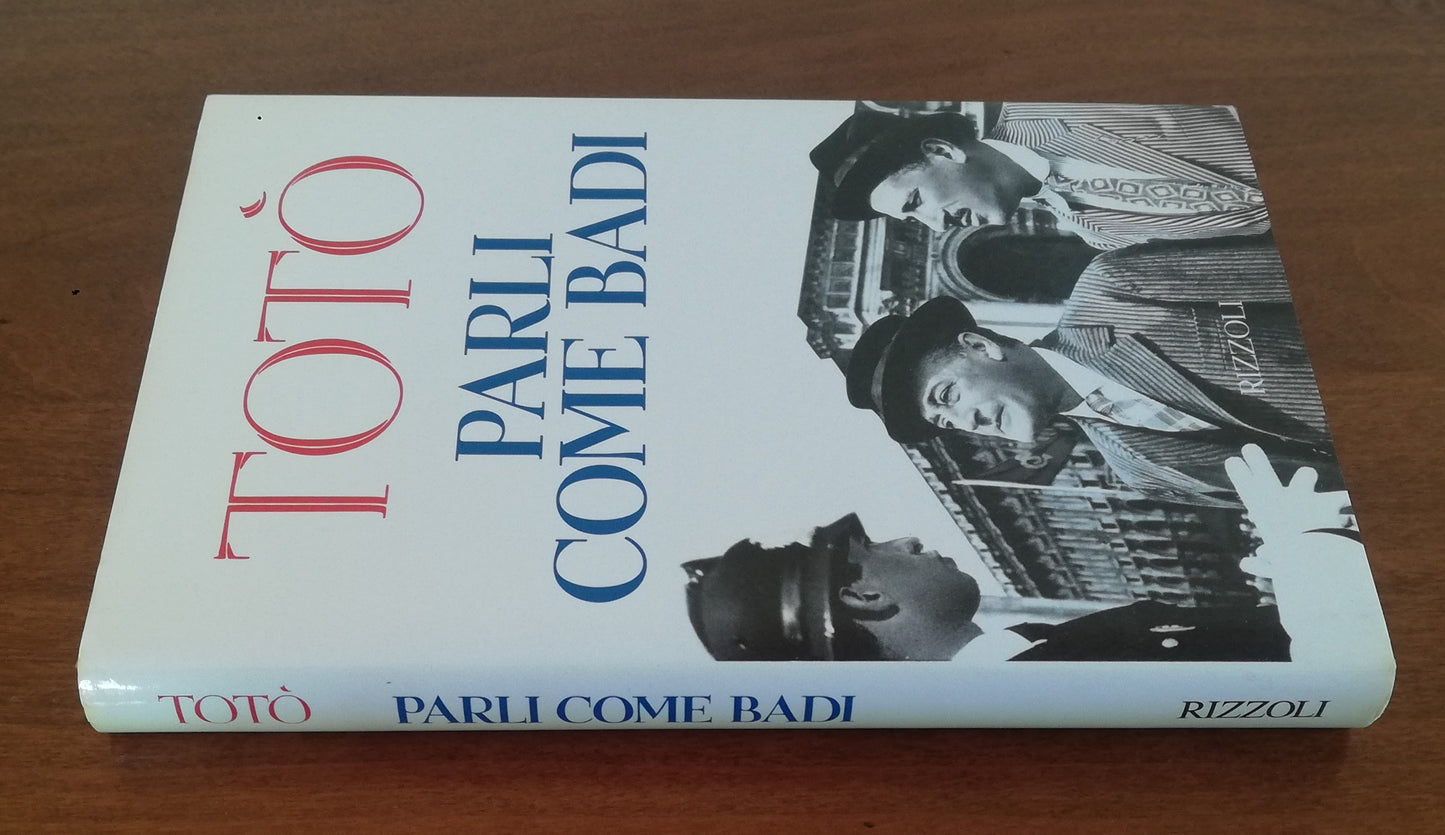 TOTÒ
PARLI
COME BADI
RIZZOLI
TOTÒ PARLI COME BADI RIZZOLI